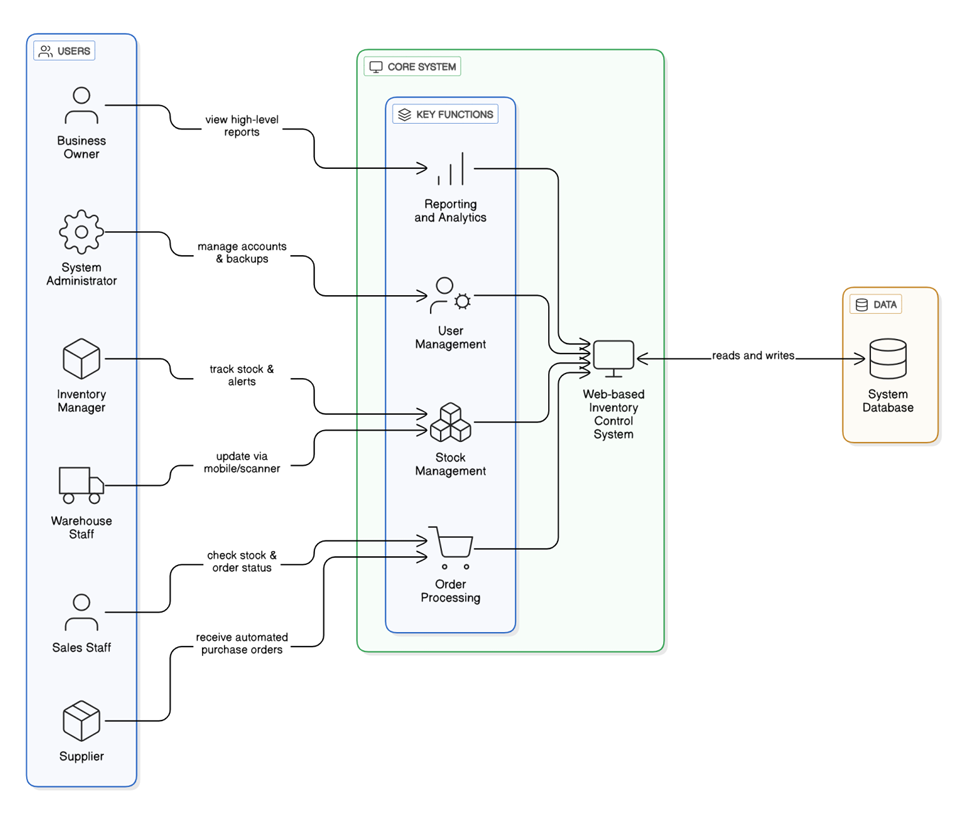 USERS
Business
Owner
System
Administrator
Inventory
Manager
Warehouse
Staff
Sales Staff
Supplier
view high-level
reports
manage accounts
& backups
track stock &
alerts
update via
mobile/scanner
check stock &
order status
receive automated
purchase orders
CORE SYSTEM
KEY FUNCTIONS
Reporting
and Analytics
User
Management
Stock
Management
Order
Processing
Web-based
Inventory
Control
System
reads and writes
DATA
System
Database